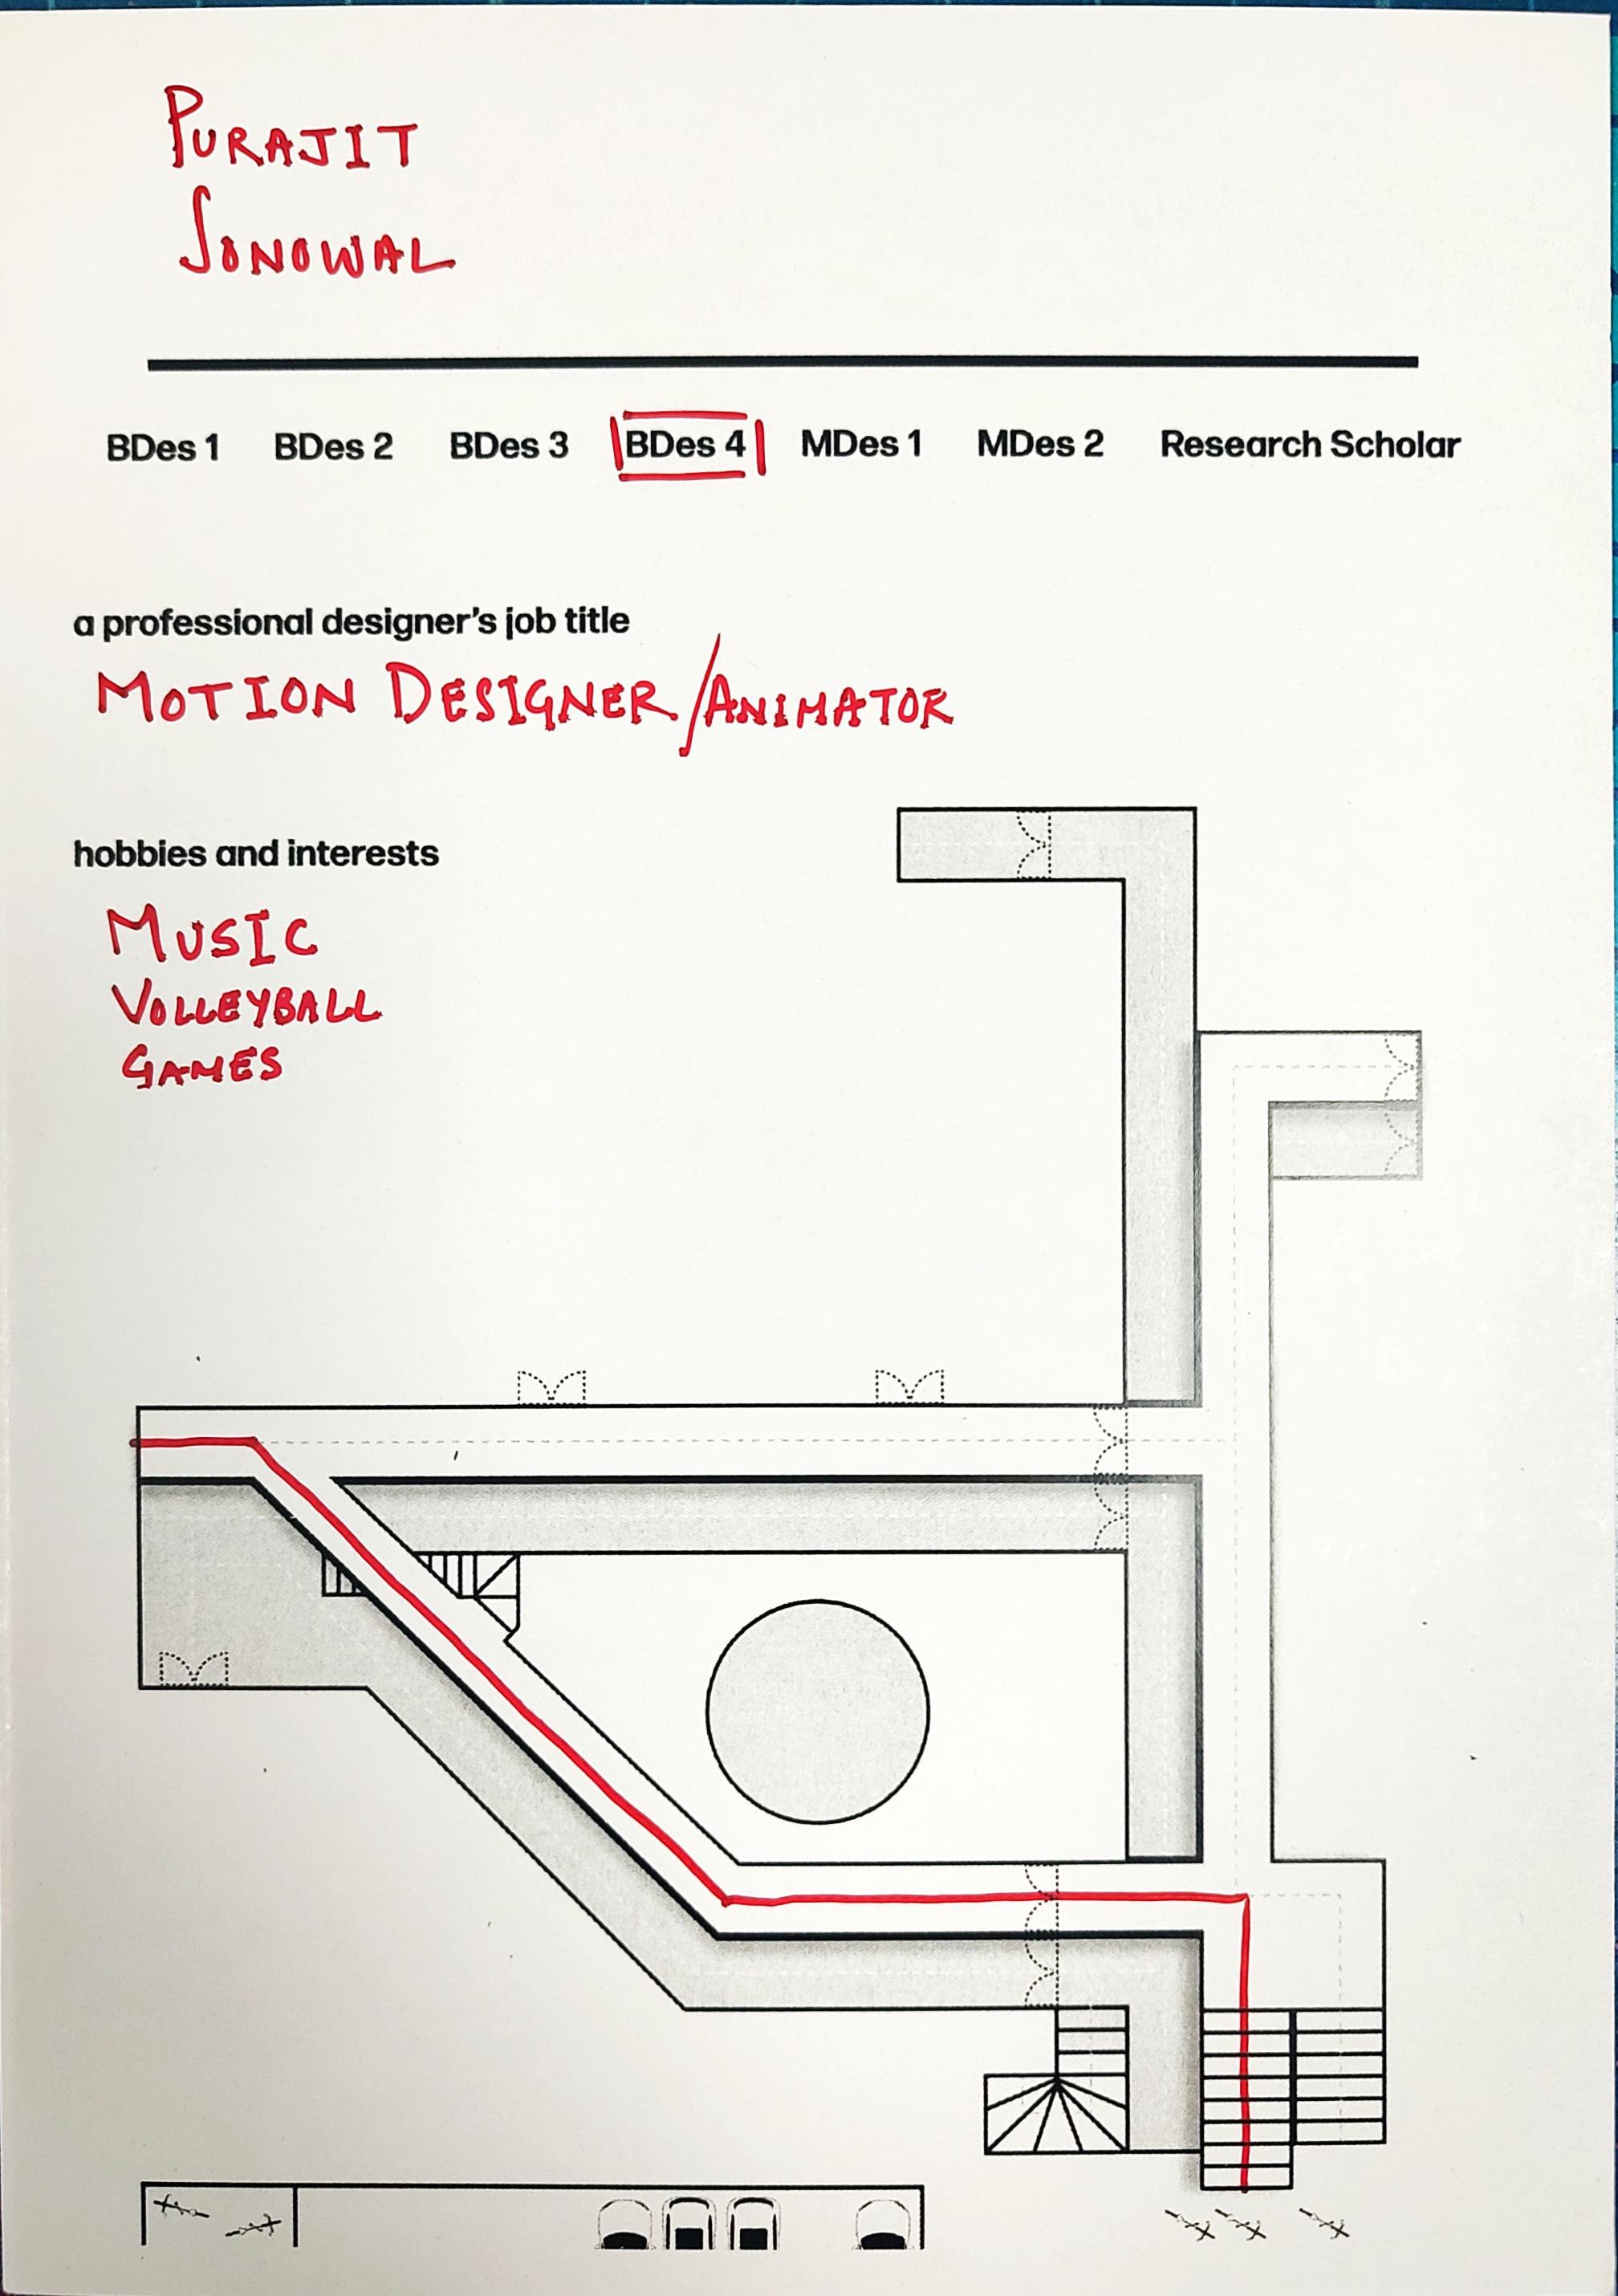 PURAJIT
SONOWAL
BDes 1 BDes 2 BDes 3 BDes 4 MDes 1 MDes 2 Research Scholar
a professional designer's job title
MOTION DESIGNER/ANIMATOR
hobbies and interests
MUSIC
VOLLEYBALL
GAMES